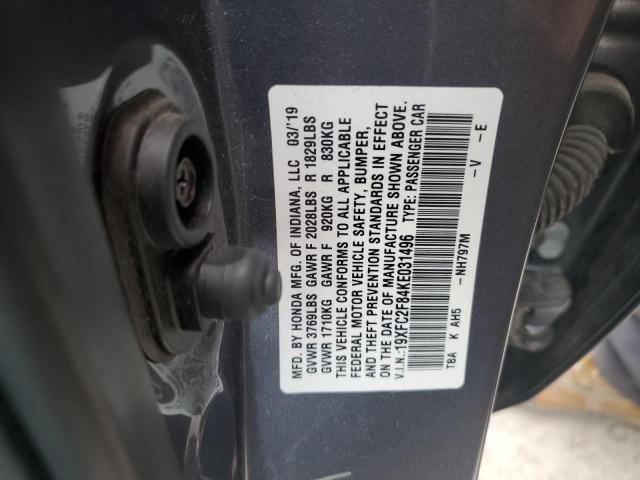 MFD. BY HONDA MFG. OF INDIANA, LLC 03/'19
GVWR 3769LBS GAWR F 2028LBS R 1829LBS
GVWR 1710KG GAWR F 920KG R 830KG
THIS VEHICLE CONFORMS TO ALL APPLICABLE
FEDERAL MOTOR VEHICLE SAFETY, BUMPER,
AND THEFT PREVENTION STANDARDS IN EFFECT
ON THE DATE OF MANUFACTURE SHOWN ABOVE.
V.I.N.:19XFC2F84KE031496 TYPE: PASSENGER CAR
TBA K AH5 -NH797M -V -E